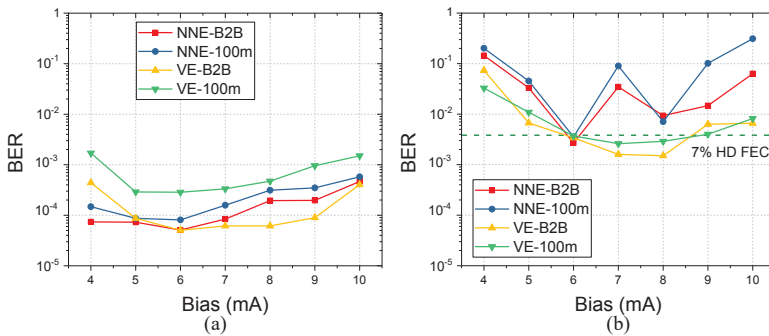 NNE-B2B
NNE-100m
VE-B2B
VE-100m
BER
10⁰
10⁻¹
10⁻²
10⁻³
10⁻⁴
10⁻⁵
4 5 6 7 8 9 10
Bias (mA)
(a)
BER
10⁰
10⁻¹
10⁻²
10⁻³
10⁻⁴
10⁻⁵
7% HD FEC
NNE-B2B
NNE-100m
VE-B2B
VE-100m
4 5 6 7 8 9 10
Bias (mA)
(b)